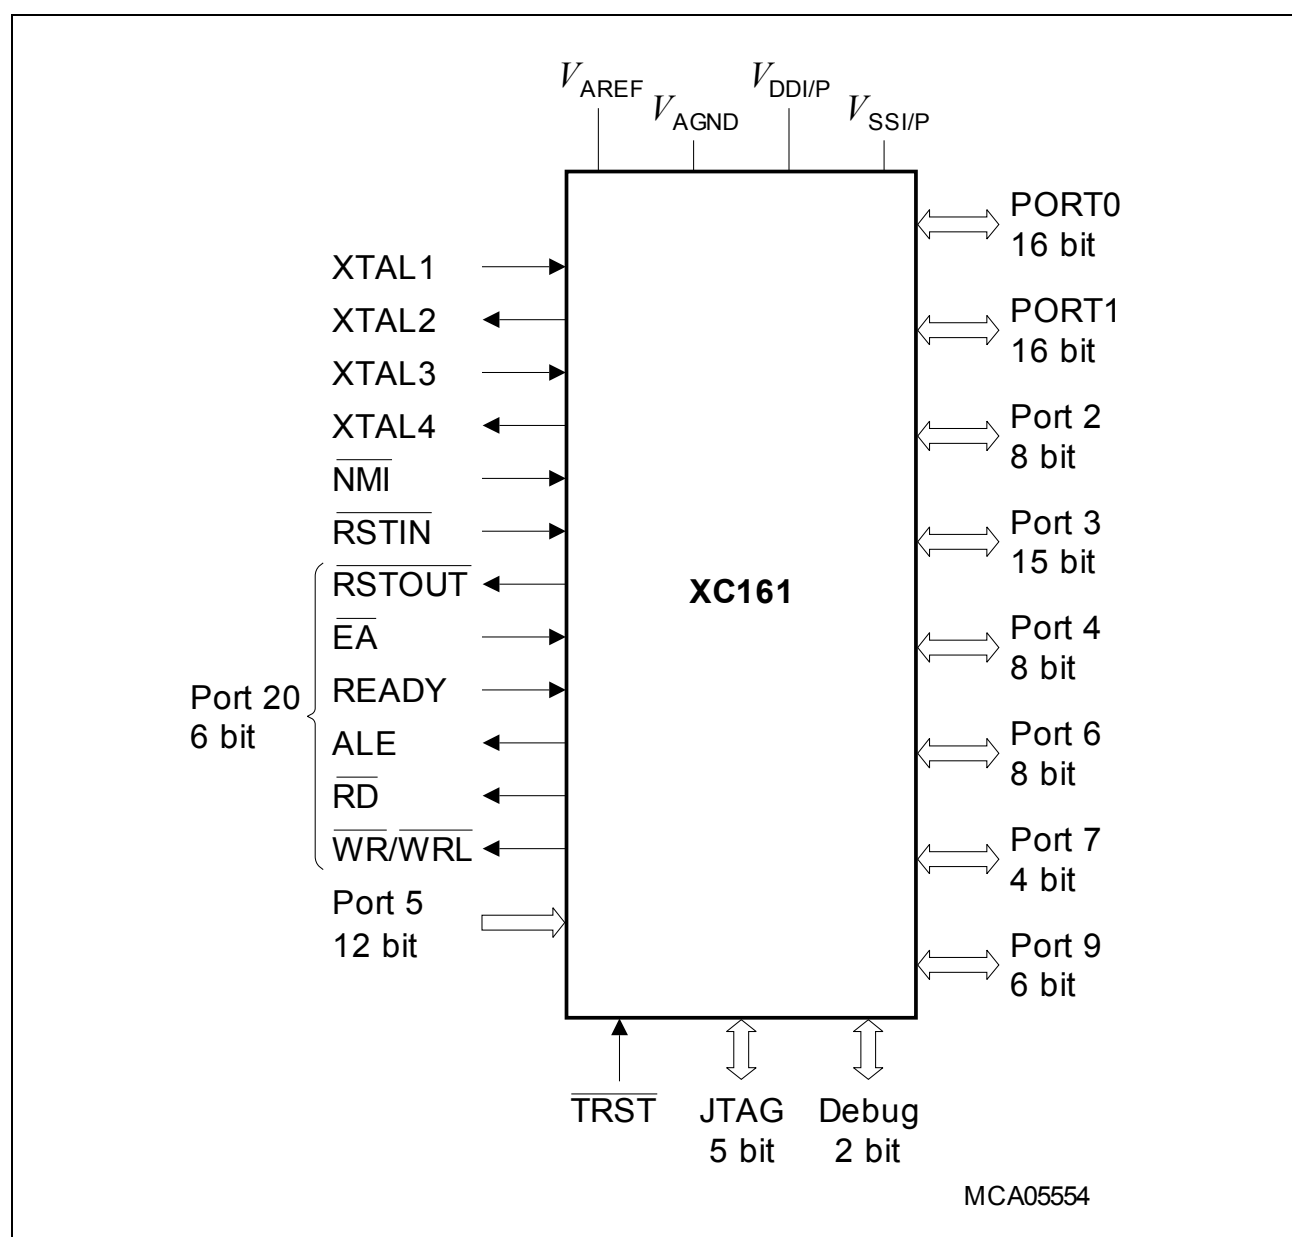 VAREF
VAGND
VDDI/P
VSSI/P
XTAL1
XTAL2
XTAL3
XTAL4
NMI
RSTIN
RSTOUT
EA
READY
ALE
RD
WR/WRL
Port 20
6 bit
Port 5
12 bit
XC161
PORT0
16 bit
PORT1
16 bit
Port 2
8 bit
Port 3
15 bit
Port 4
8 bit
Port 6
8 bit
Port 7
4 bit
Port 9
6 bit
TRST
JTAG
5 bit
Debug
2 bit
MCA05554